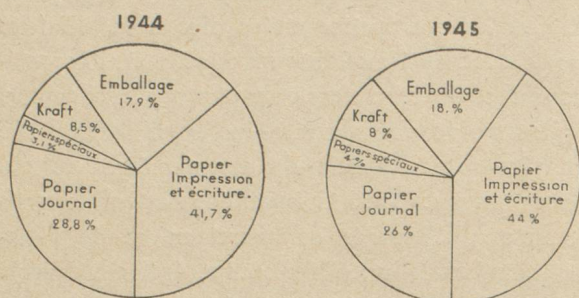 1944
Emballage
17,9 %
Kraft
8,5 %
Papiers spéciaux
3,1 %
Papier
Impression
et écriture.
41,7 %
Papier
Journal
28,8 %
1945
Emballage
18. %
Kraft
8 %
Papiers spéciaux
4 %
Papier
Impression
et écriture
44 %
Papier
Journal
26 %